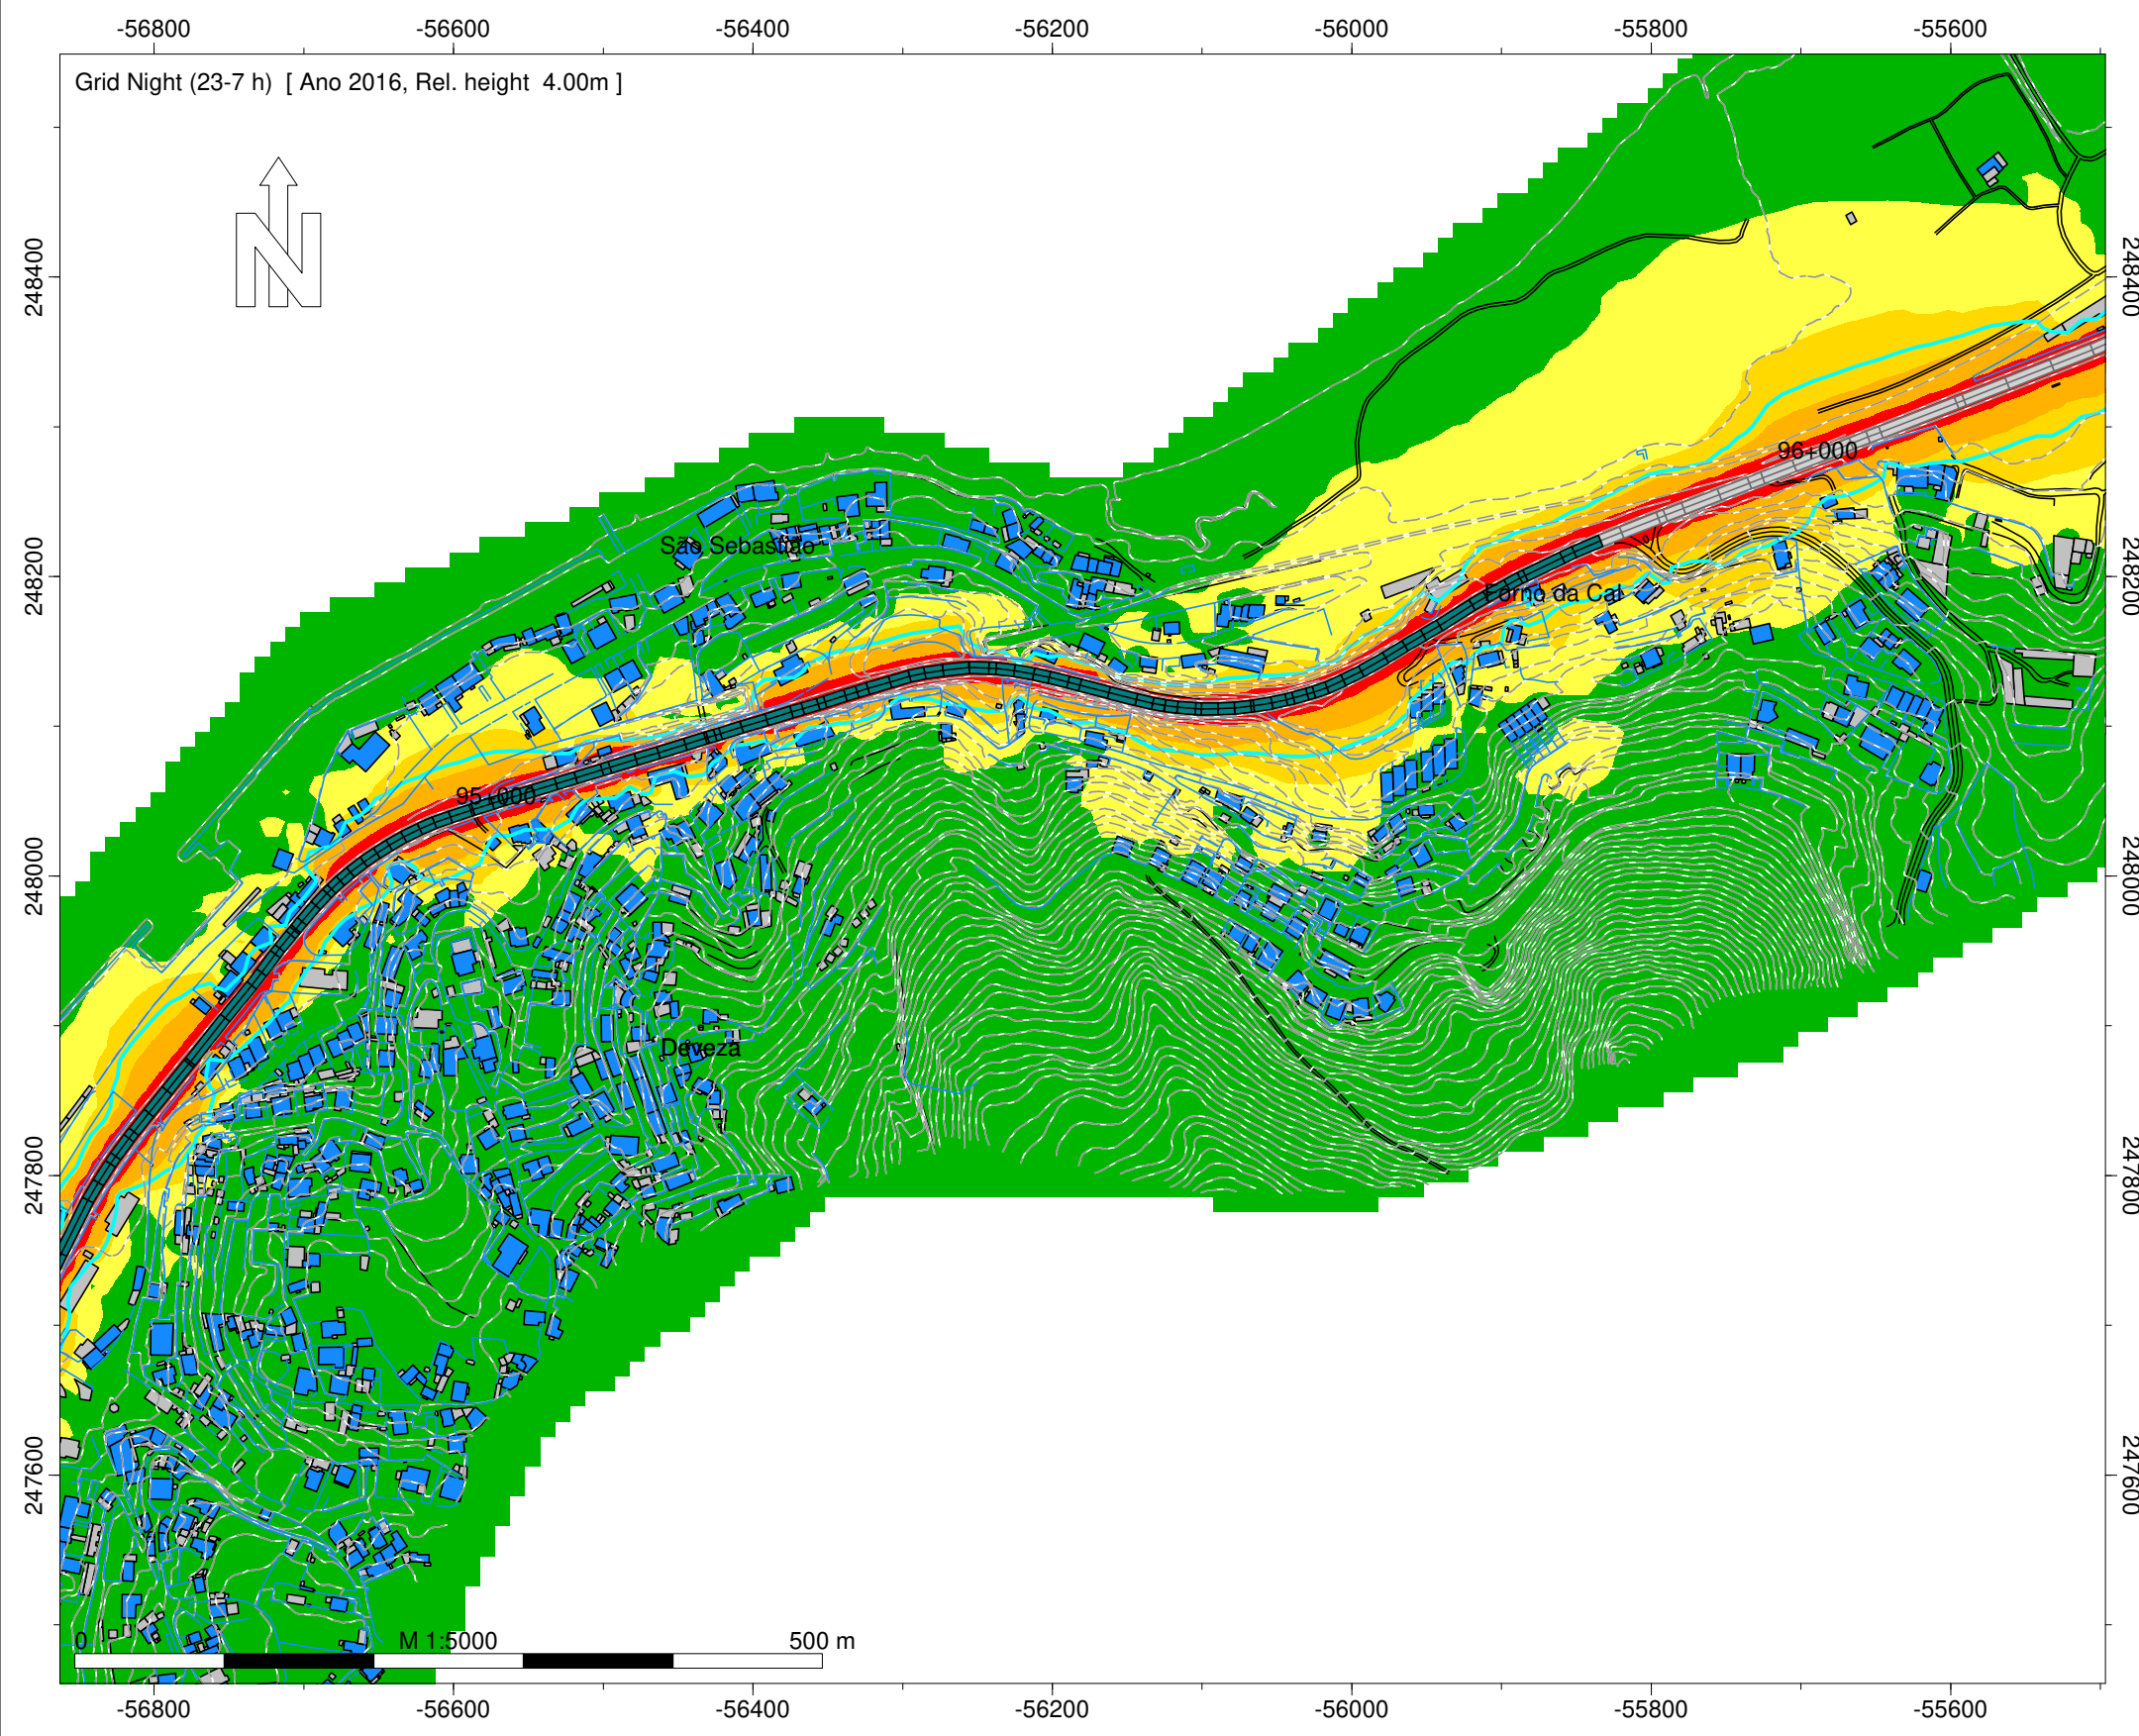 -56800 -56600 -56400 -56200 -56000 -55800 -55600
Grid Night (23-7 h) [ Ano 2016, Rel. height 4.00m ]
N
248400 248400
96+000
248200 248200
São Sebastião
Forno da Cal
95+000
248000 248000
Deveza
247800 247800
247600 247600
0 M 1:5000 500 m
-56800 -56600 -56400 -56200 -56000 -55800 -55600